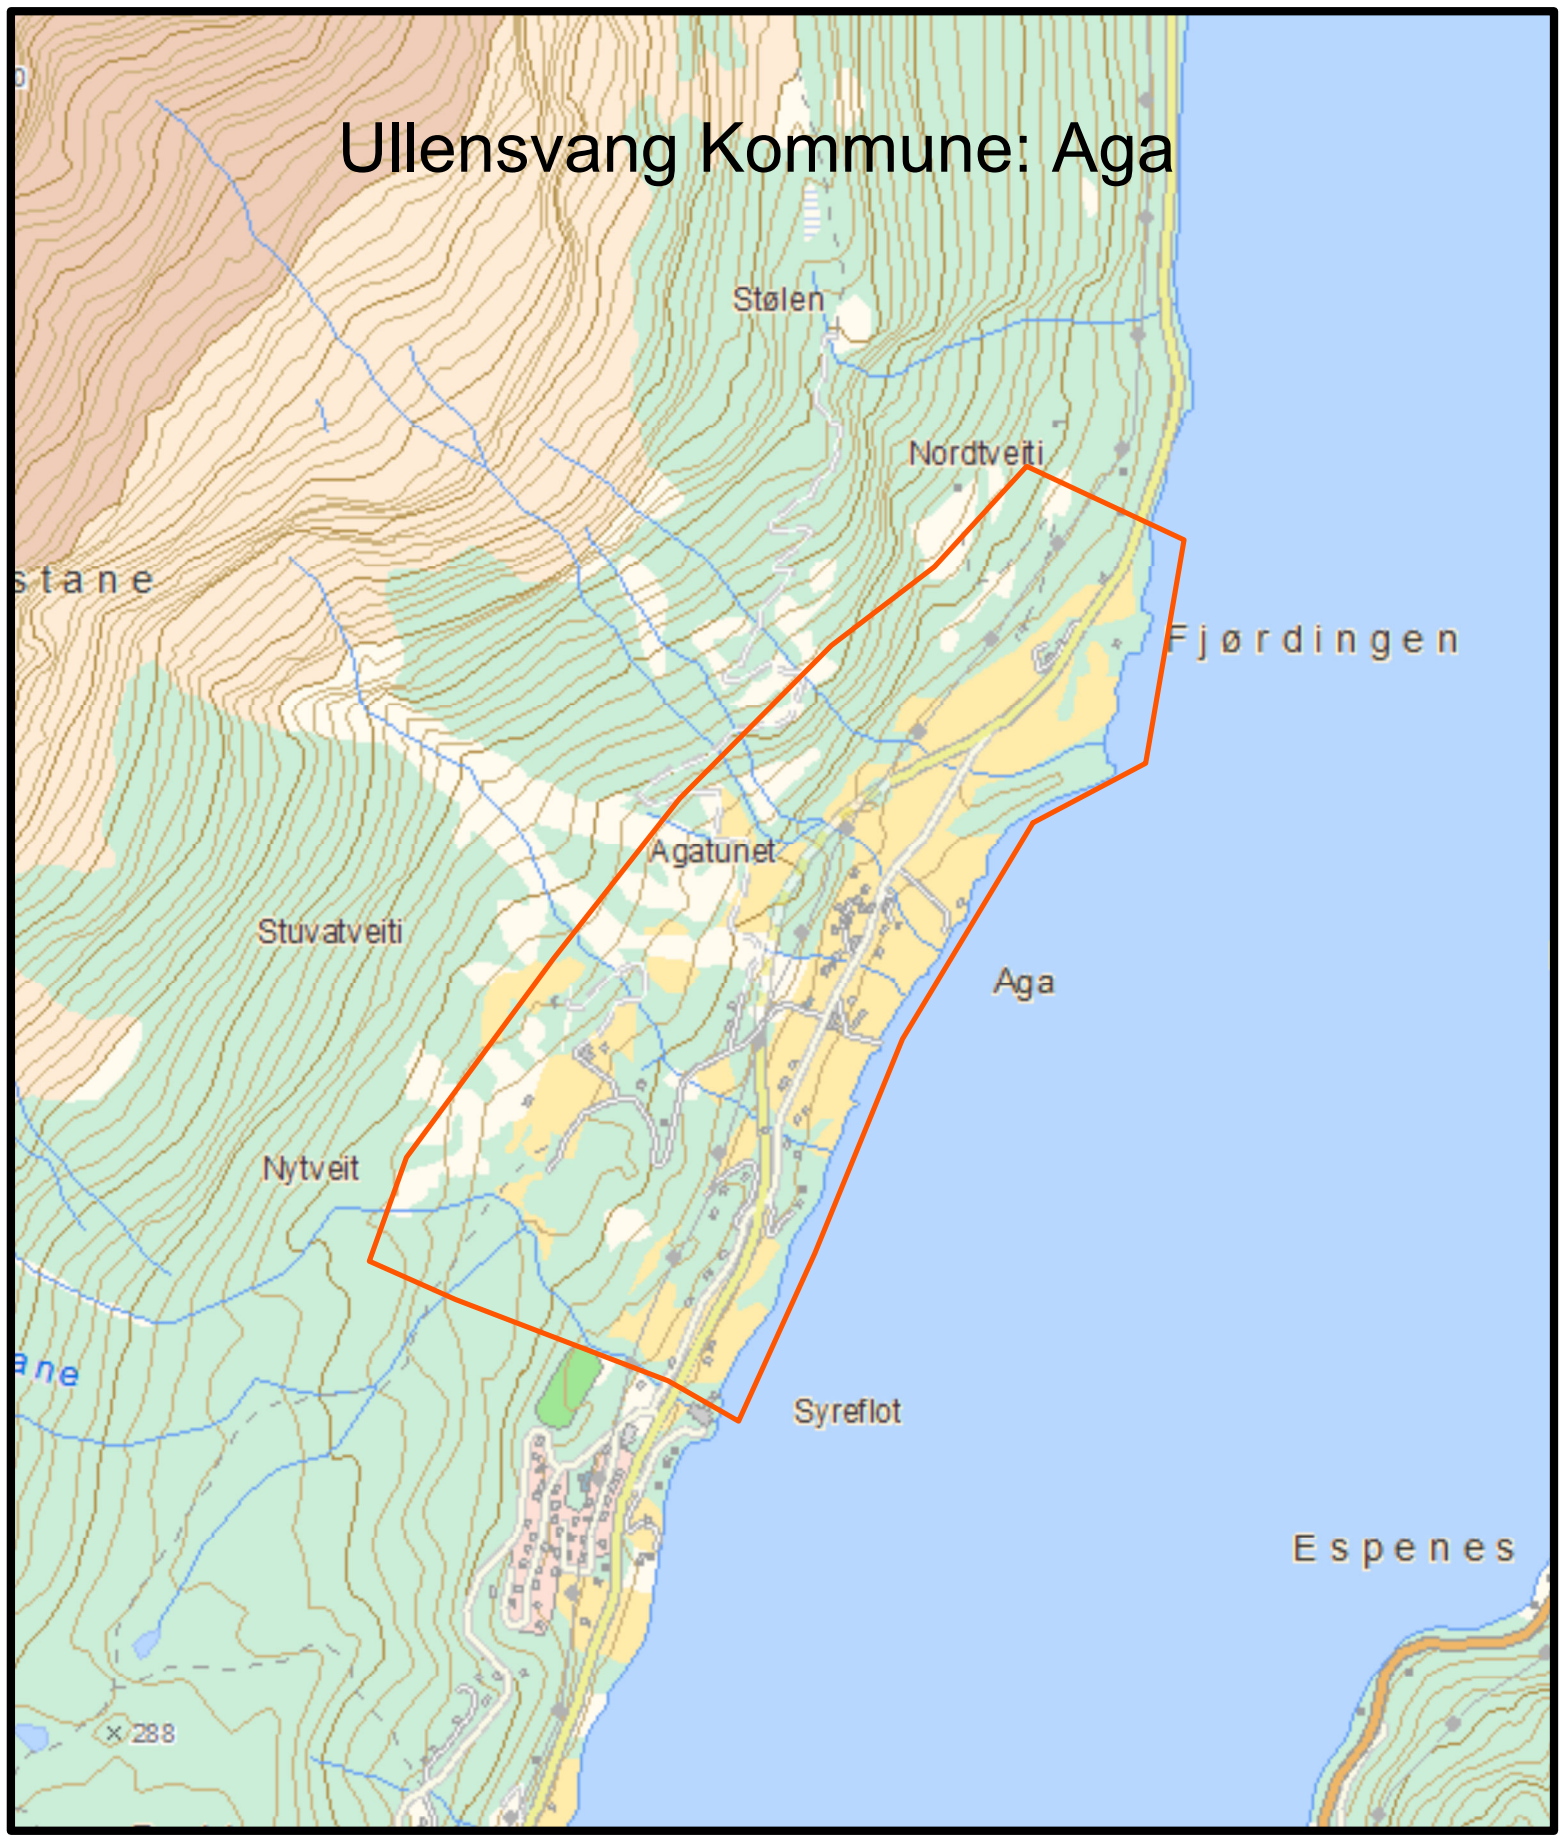 Ullensvang Kommune: Aga
Stølen
Nordtveiti
stane
Fjørdingen
Agatunet
Stuvatveiti
Aga
Nytveit
ane
Syreflot
Espenes
288